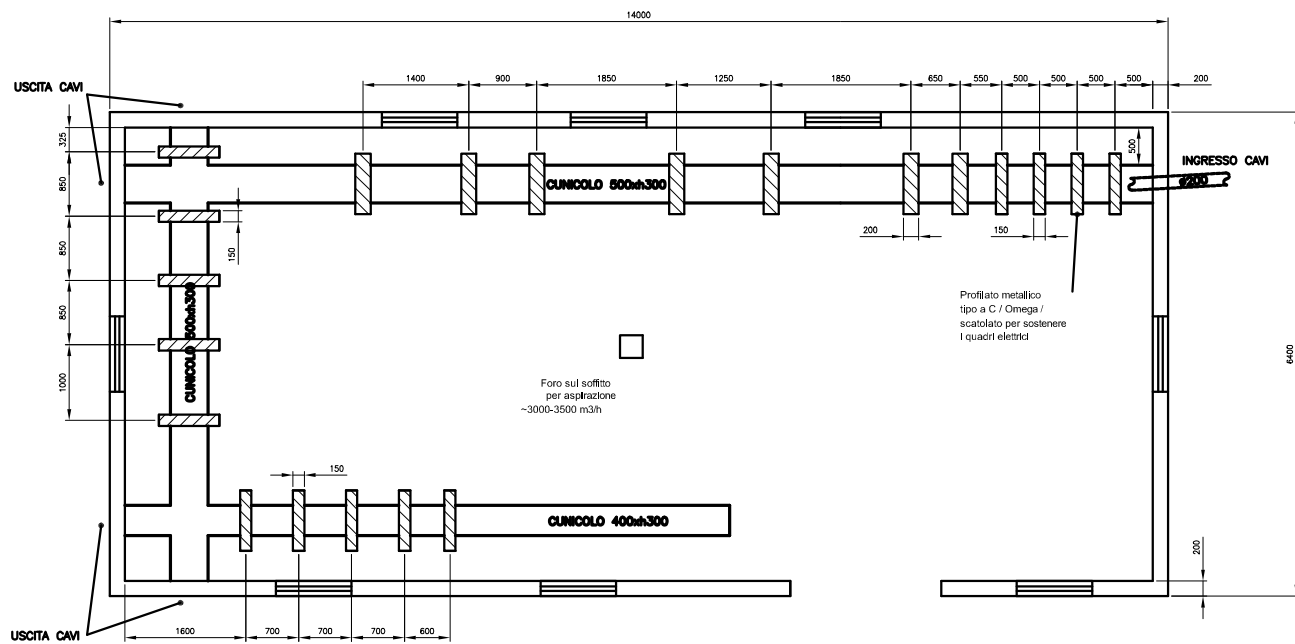 14000
1400 900 1850 1250 1850 650 550 500 500 500 500 200
USCITA CAVI
325
850
850
850
1000
500
INGRESSO CAVI
ø200
CUNICOLO 500xh300
150
200
150
CUNICOLO 500xh300
Profilato metallico
tipo a C / Omega /
scatolato per sostenere
i quadri elettrici
6400
Foro sul soffitto
per aspirazione
~3000-3500 m3/h
150
CUNICOLO 400xh300
200
USCITA CAVI
1600 700 700 700 600